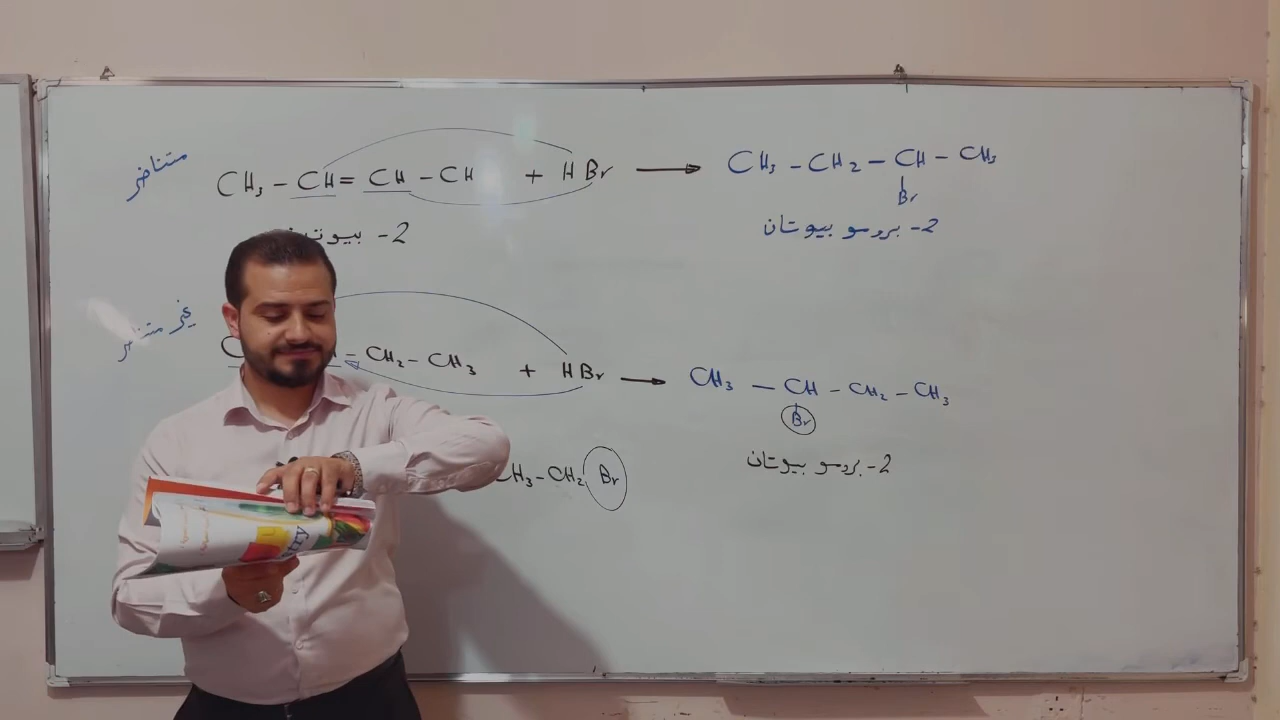 متناظر CH₃ – CH = CH – CH + HBr → CH₃ – CH₂ – CH – CH₃
Br
2- بيوتـ
2- برومو بيوتان
غير متناظر C – CH₂ – CH₃ + HBr → CH₃ – CH – CH₂ – CH₃
Br
2- برومو بيوتان
CH₃ – CH₂ Br